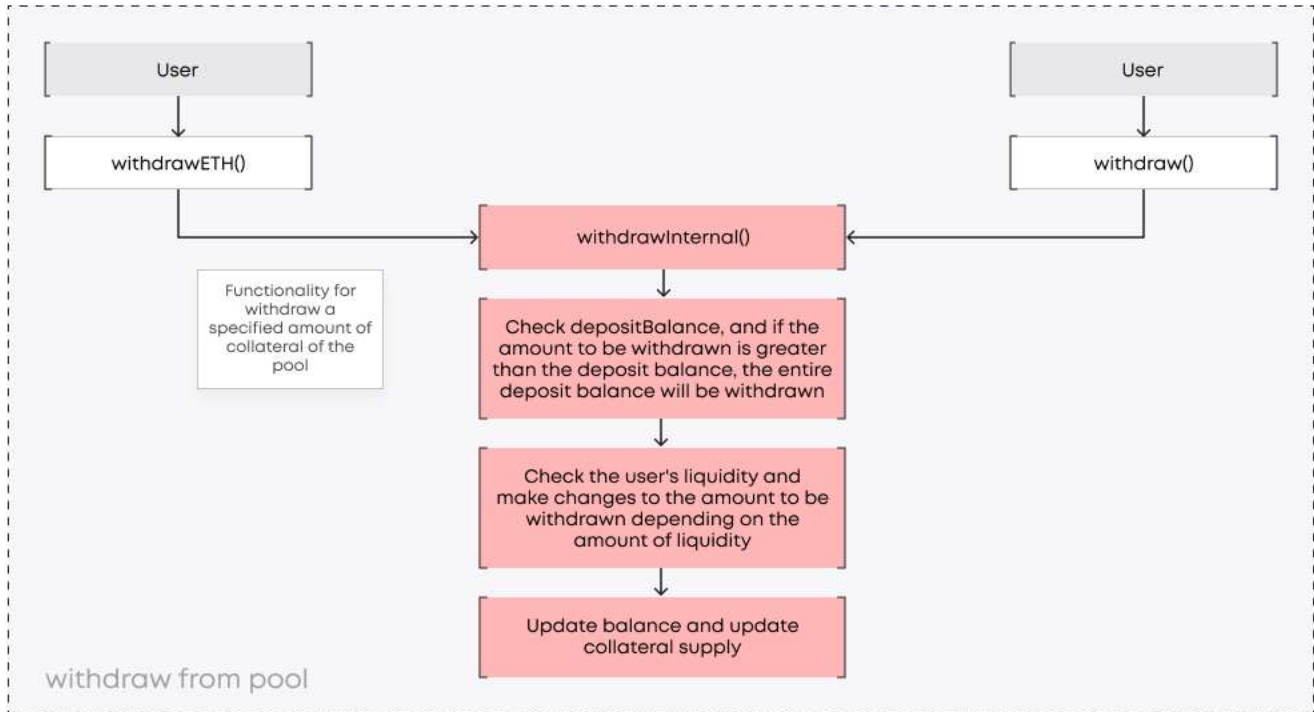 User
User
withdrawETH()
withdraw()
withdrawInternal()
Functionality for
withdraw a
specified amount of
collateral of the
pool
Check depositBalance, and if the
amount to be withdrawn is greater
than the deposit balance, the entire
deposit balance will be withdrawn
Check the user's liquidity and
make changes to the amount to be
withdrawn depending on the
amount of liquidity
Update balance and update
collateral supply
withdraw from pool